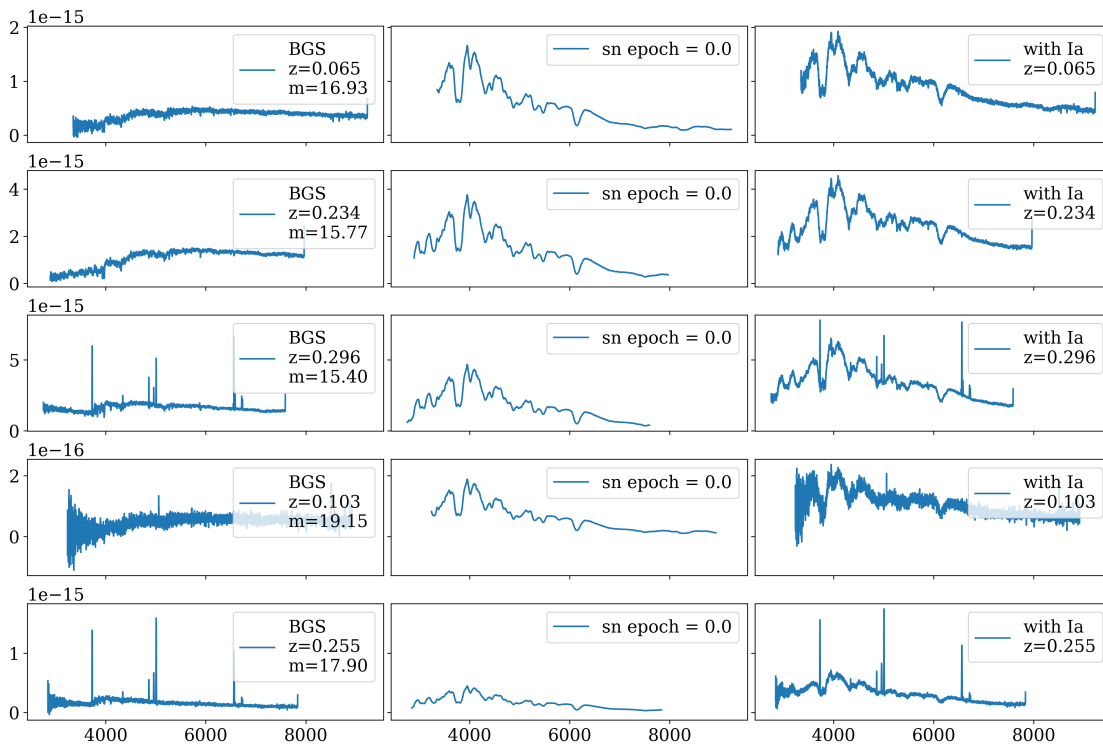 1e−15
2
1
0
BGS
z=0.065
m=16.93
sn epoch = 0.0
with Ia
z=0.065
1e−15
4
2
0
BGS
z=0.234
m=15.77
sn epoch = 0.0
with Ia
z=0.234
1e−15
5
0
BGS
z=0.296
m=15.40
sn epoch = 0.0
with Ia
z=0.296
1e−16
2
0
BGS
z=0.103
m=19.15
sn epoch = 0.0
with Ia
z=0.103
1e−15
1
0
BGS
z=0.255
m=17.90
sn epoch = 0.0
with Ia
z=0.255
4000 6000 8000 4000 6000 8000 4000 6000 8000